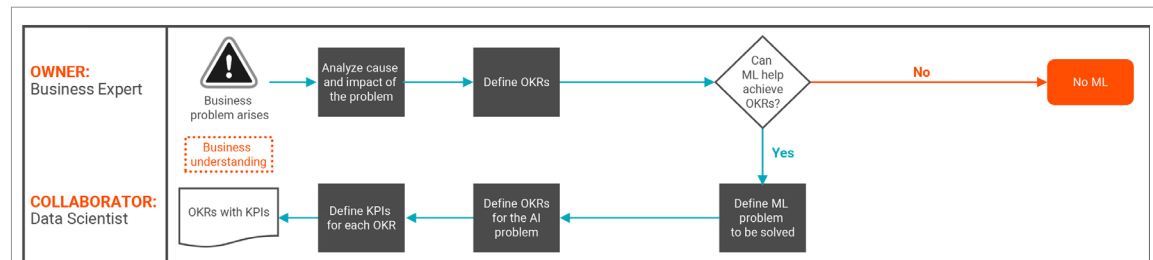 OWNER:
Business Expert
Business
problem arises
Analyze cause
and impact of
the problem
Define OKRs
Can
ML help
achieve
OKRs?
No
No ML
Yes
Business
understanding
COLLABORATOR:
Data Scientist
OKRs with KPIs
Define KPIs
for each OKR
Define OKRs
for the AI
problem
Define ML
problem
to be solved